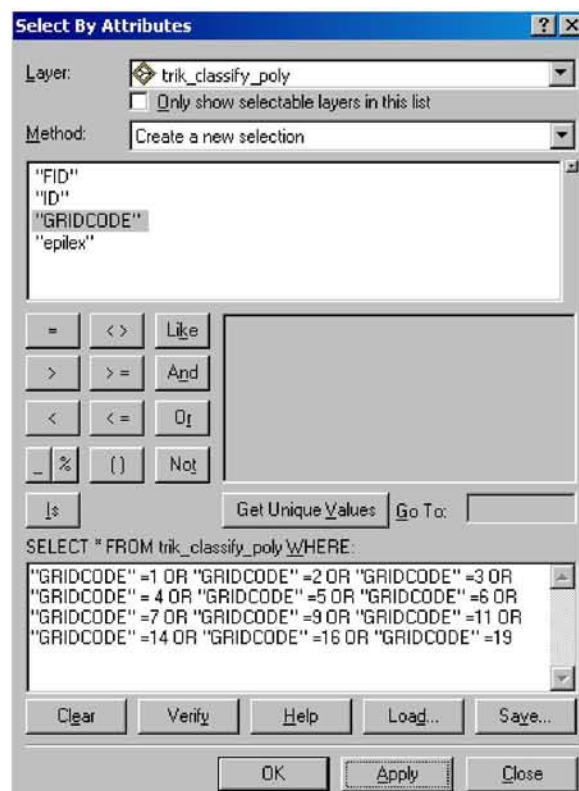 Select By Attributes
Layer: trik_classify_poly
Only show selectable layers in this list
Method: Create a new selection
"FID"
"ID"
"GRIDCODE"
"epilex"
= <> Like
> >= And
< <= Or
_ % () Not
Is Get Unique Values Go To:
SELECT * FROM trik_classify_poly WHERE:
"GRIDCODE" =1 OR "GRIDCODE" =2 OR "GRIDCODE" =3 OR
"GRIDCODE" = 4 OR "GRIDCODE" =5 OR "GRIDCODE" =6 OR
"GRIDCODE" =7 OR "GRIDCODE" =9 OR "GRIDCODE" =11 OR
"GRIDCODE" =14 OR "GRIDCODE" =16 OR "GRIDCODE" =19
Clear Verify Help Load... Save...
OK Apply Close